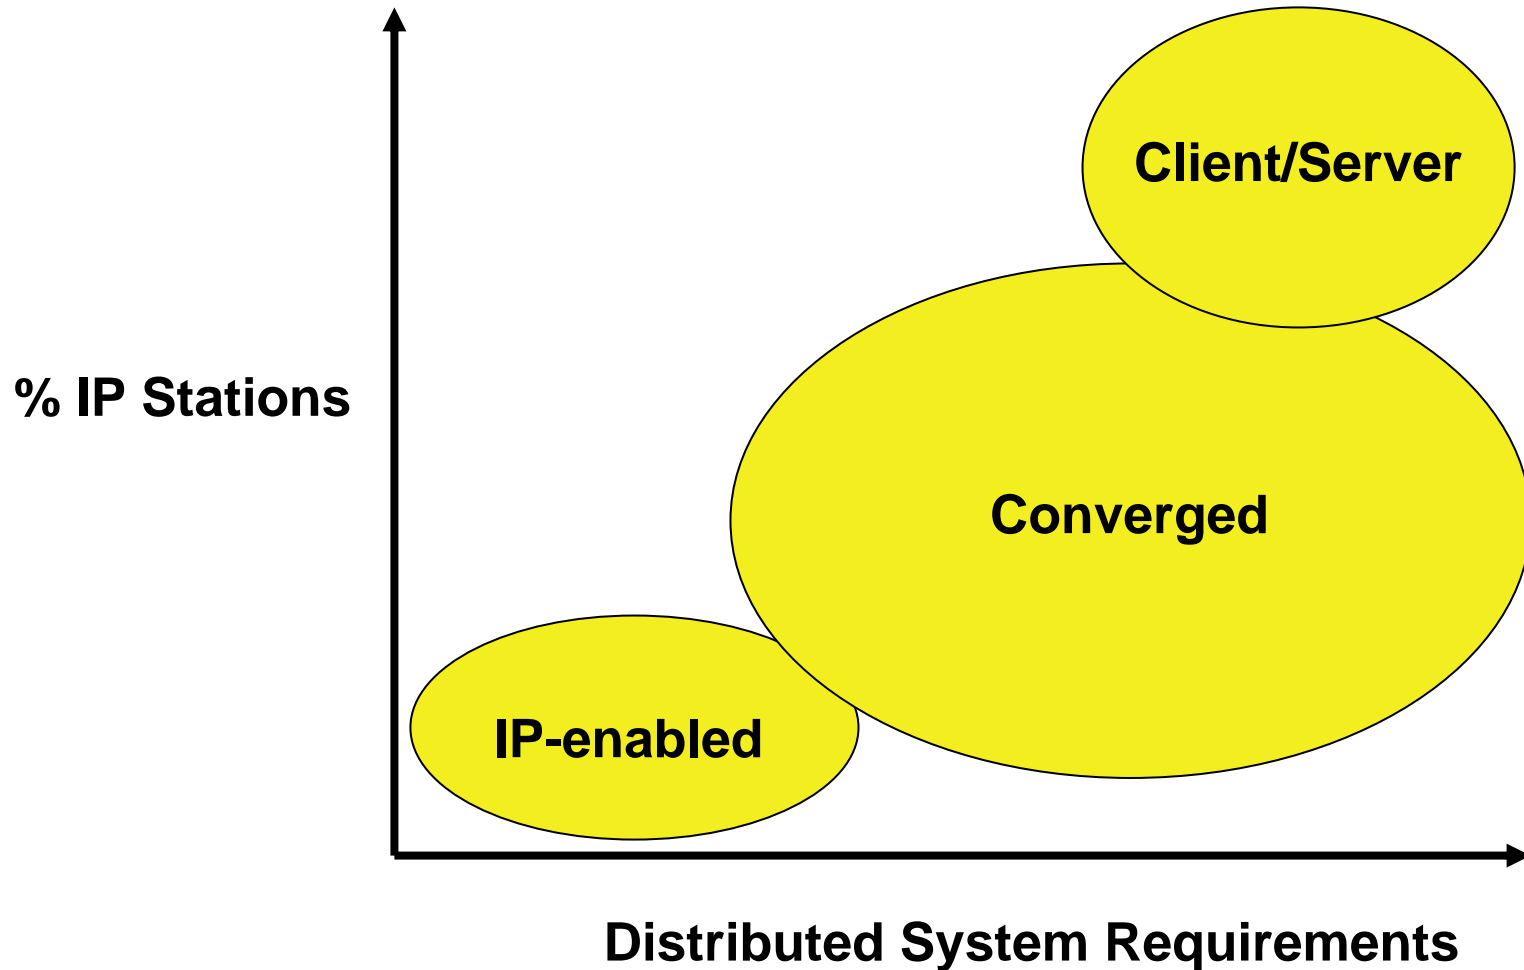 Client/Server
% IP Stations
Converged
IP-enabled
Distributed System Requirements